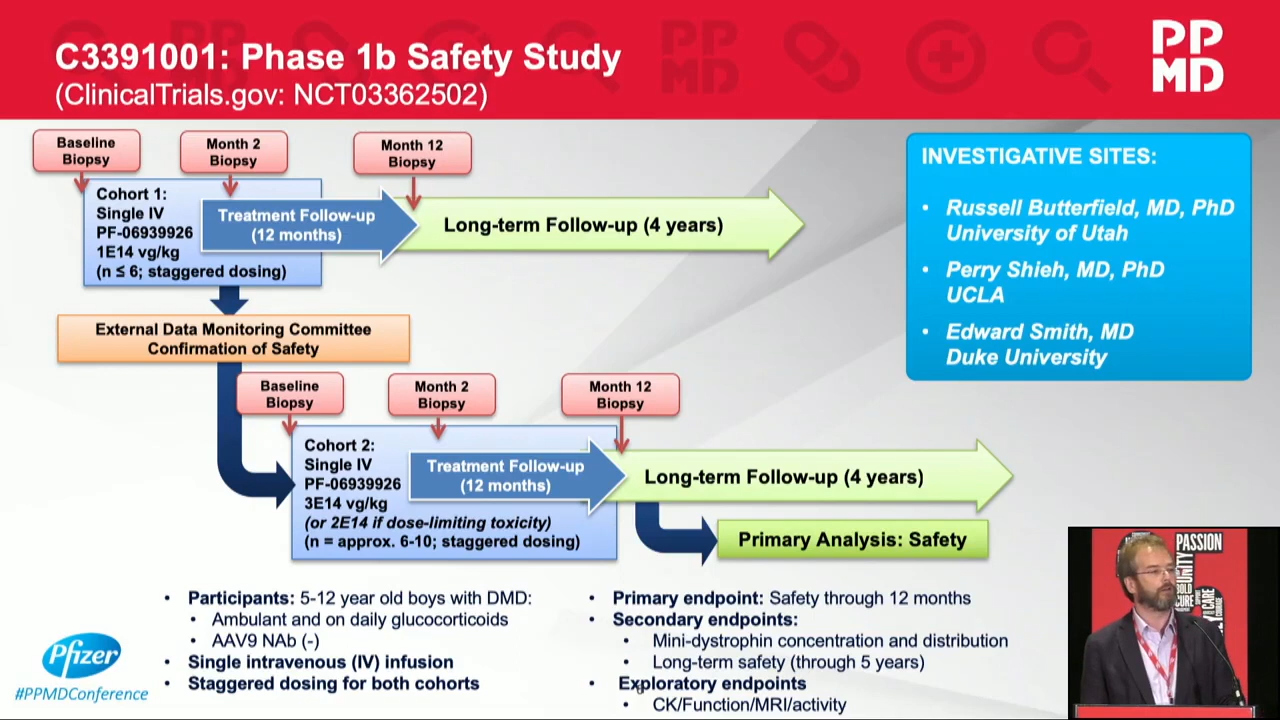 C3391001: Phase 1b Safety Study
(ClinicalTrials.gov: NCT03362502)
PP
MD
PP
MD
Baseline
Biopsy
Month 2
Biopsy
Month 12
Biopsy
Cohort 1:
Single IV
PF-06939926
1E14 vg/kg
(n ≤ 6; staggered dosing)
Treatment Follow-up
(12 months)
Long-term Follow-up (4 years)
INVESTIGATIVE SITES:
• Russell Butterfield, MD, PhD
University of Utah
• Perry Shieh, MD, PhD
UCLA
• Edward Smith, MD
Duke University
External Data Monitoring Committee
Confirmation of Safety
Baseline
Biopsy
Month 2
Biopsy
Month 12
Biopsy
Cohort 2:
Single IV
PF-06939926
3E14 vg/kg
(or 2E14 if dose-limiting toxicity)
(n = approx. 6-10; staggered dosing)
Treatment Follow-up
(12 months)
Long-term Follow-up (4 years)
Primary Analysis: Safety
• Participants: 5-12 year old boys with DMD:
• Ambulant and on daily glucocorticoids
• AAV9 NAb (-)
• Single intravenous (IV) infusion
• Staggered dosing for both cohorts
• Primary endpoint: Safety through 12 months
• Secondary endpoints:
• Mini-dystrophin concentration and distribution
• Long-term safety (through 5 years)
• Exploratory endpoints
• CK/Function/MRI/activity
Pfizer
#PPMDConference
PASSION